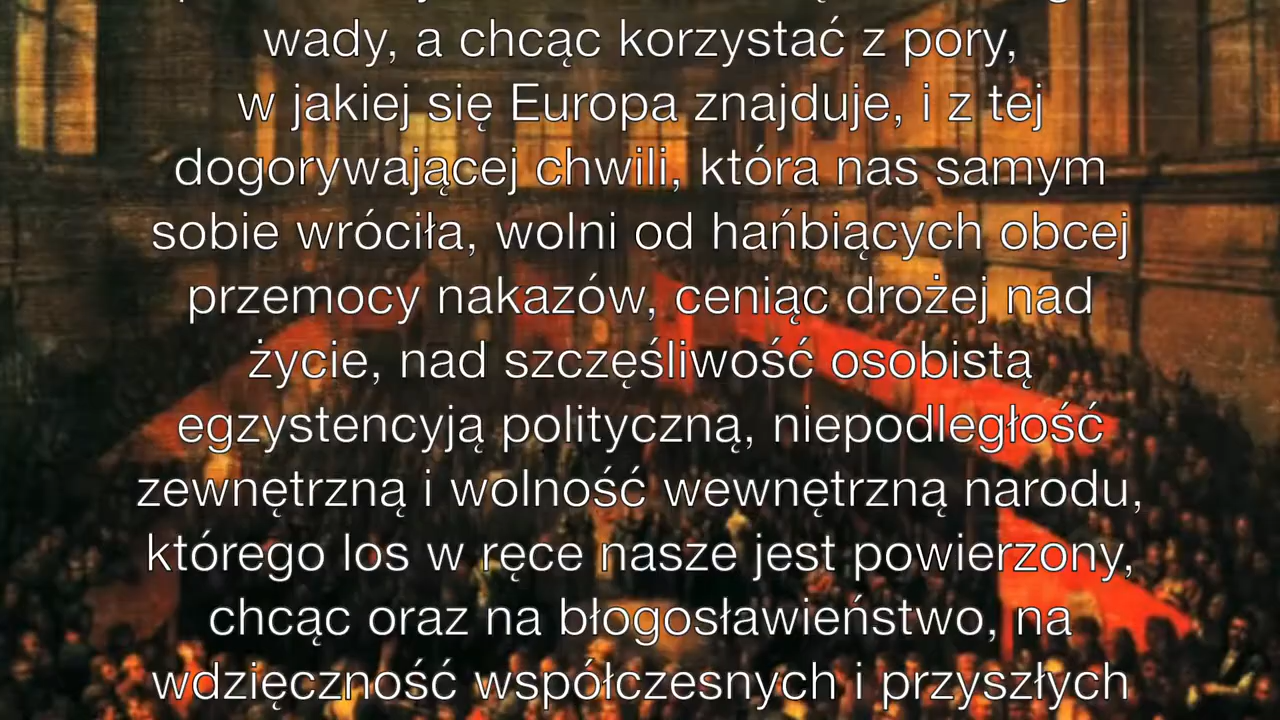 wady, a chcąc korzystać z pory,
w jakiej się Europa znajduje, i z tej
dogorywającej chwili, która nas samym
sobie wróciła, wolni od hańbiących obcej
przemocy nakazów, ceniąc drożej nad
życie, nad szczęśliwość osobistą
egzystencyją polityczną, niepodległość
zewnętrzną i wolność wewnętrzną narodu,
którego los w ręce nasze jest powierzony,
chcąc oraz na błogosławieństwo, na
wdzięczność współczesnych i przyszłych